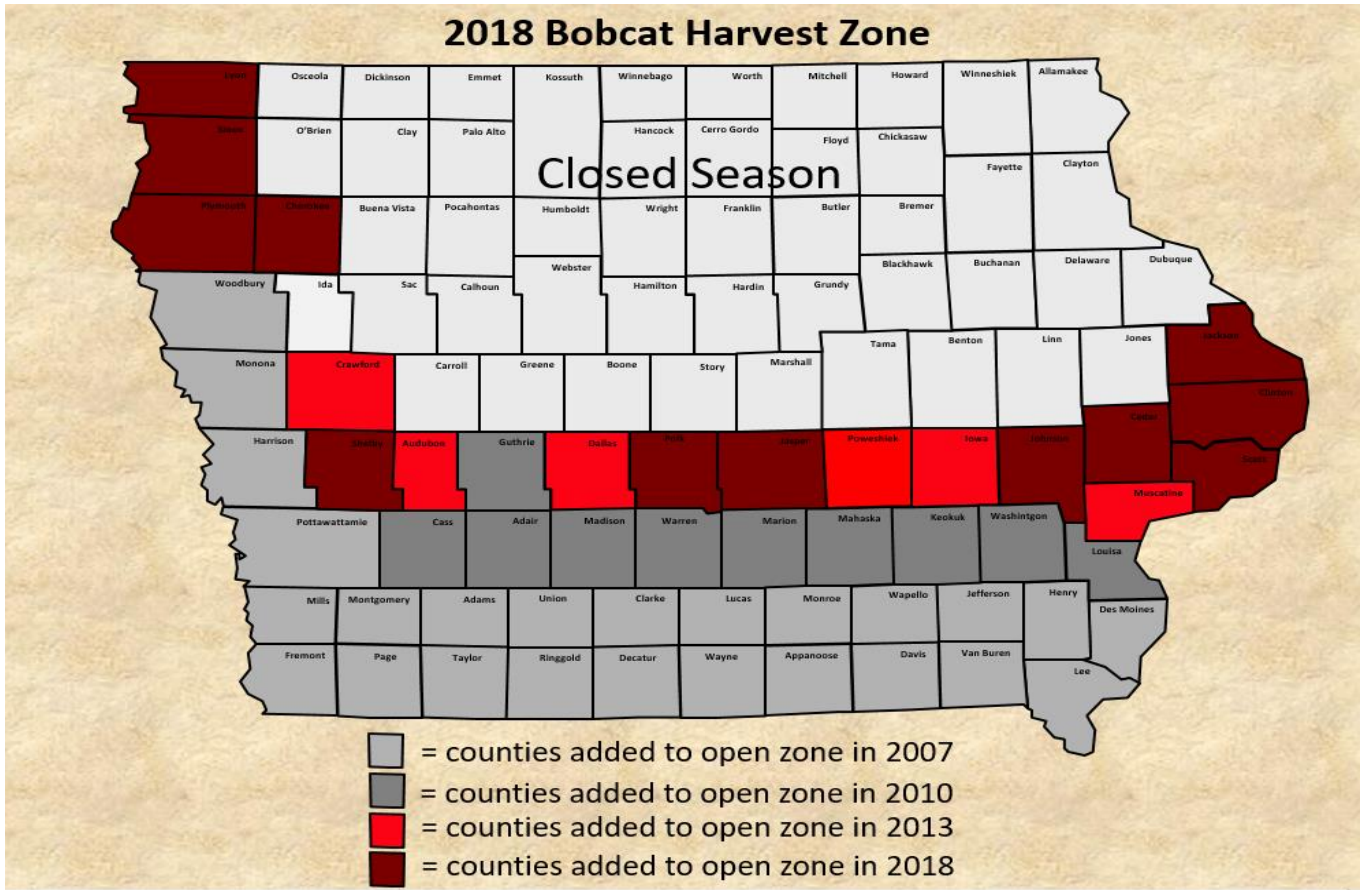 2018 Bobcat Harvest Zone
Lyon Osceola Dickinson Emmet Kossuth Winnebago Worth Mitchell Howard Winneshiek Allamakee
Sioux O'Brien Clay Palo Alto Hancock Cerro Gordo Floyd Chickasaw
Closed Season
Fayette Clayton
Plymouth Cherokee Buena Vista Pocahontas Humboldt Wright Franklin Butler Bremer
Woodbury Ida Sac Calhoun Webster Hamilton Hardin Grundy Blackhawk Buchanan Delaware Dubuque
Monona Crawford Carroll Greene Boone Story Marshall Tama Benton Linn Jones Jackson
Clinton
Harrison Shelby Audubon Guthrie Dallas Polk Jasper Poweshiek Iowa Johnson Cedar Scott
Muscatine
Pottawattamie Cass Adair Madison Warren Marion Mahaska Keokuk Washintgon Louisa
Mills Montgomery Adams Union Clarke Lucas Monroe Wapello Jefferson Henry Des Moines
Fremont Page Taylor Ringgold Decatur Wayne Appanoose Davis Van Buren Lee
= counties added to open zone in 2007
= counties added to open zone in 2010
= counties added to open zone in 2013
= counties added to open zone in 2018